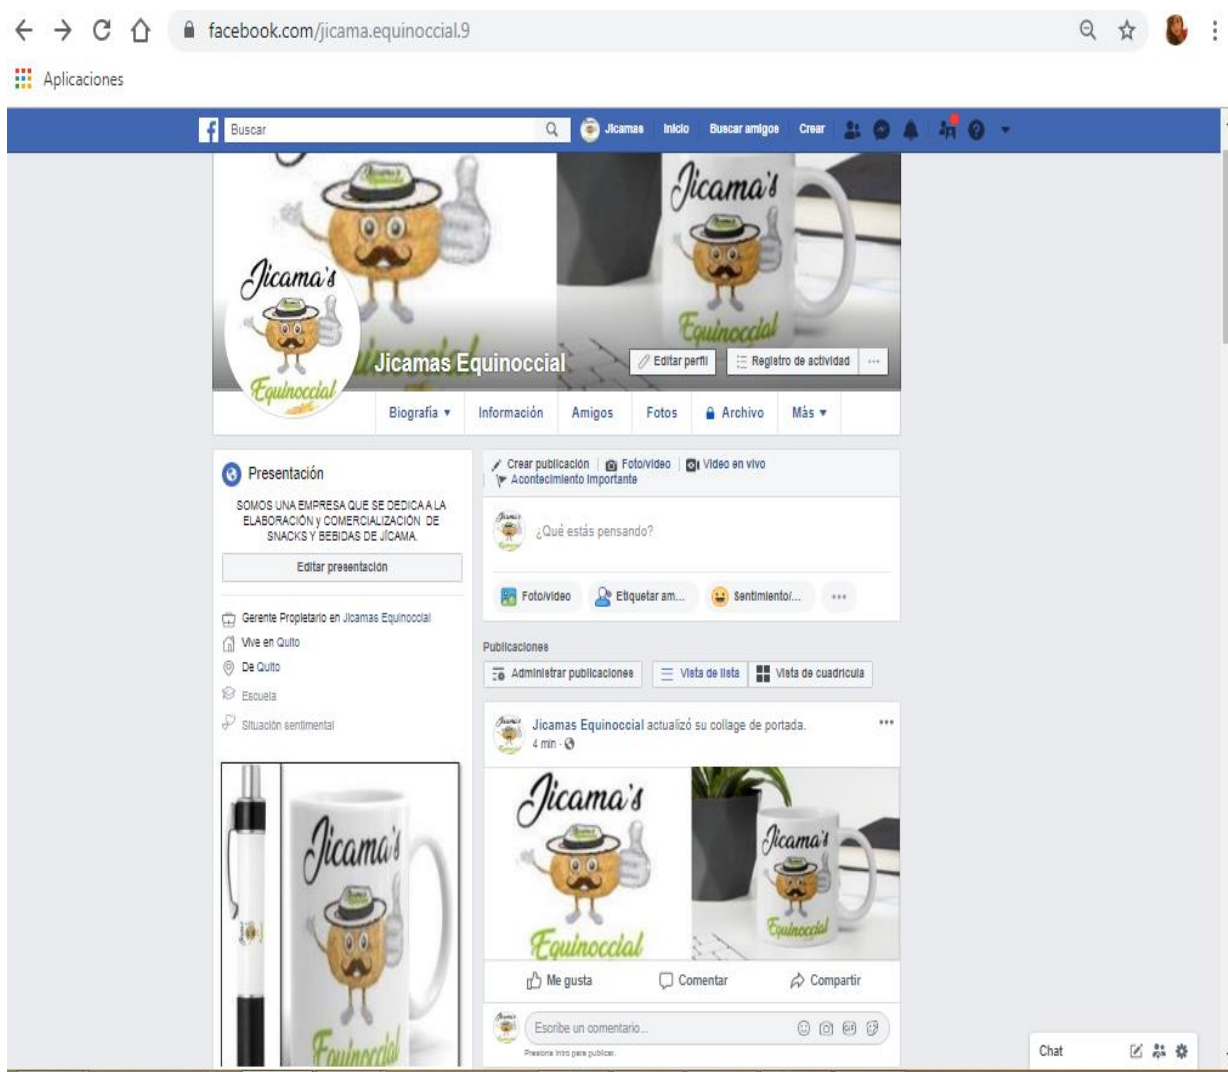 facebook.com/jicama.equinoccial.9
Aplicaciones
Buscar
Jicamas Inicio Buscar amigos Crear
Jicama's
Equinoccial
Jicama's
Equinoccial
Jicamas Equinoccial
Editar perfil
Registro de actividad
Biografía
Información
Amigos
Fotos
Archivo
Más
Presentación
SOMOS UNA EMPRESA QUE SE DEDICA A LA
ELABORACIÓN y COMERCIALIZACIÓN DE
SNACKS Y BEBIDAS DE JÍCAMA.
Editar presentación
Gerente Propietario en Jicamas Equinoccial
Vive en Quito
De Quito
Escuela
Situación sentimental
Jicama's
Equinoccial
Crear publicación
Foto/video
Video en vivo
Acontecimiento importante
¿Qué estás pensando?
Foto/video
Etiquetar am...
Sentimiento/...
Publicaciones
Administrar publicaciones
Vista de lista
Vista de cuadrícula
Jicamas Equinoccial actualizó su collage de portada.
4 min
Jicama's
Equinoccial
Jicama's
Equinoccial
Me gusta
Comentar
Compartir
Escribe un comentario...
GIF
Presiona Intro para publicar.
Chat